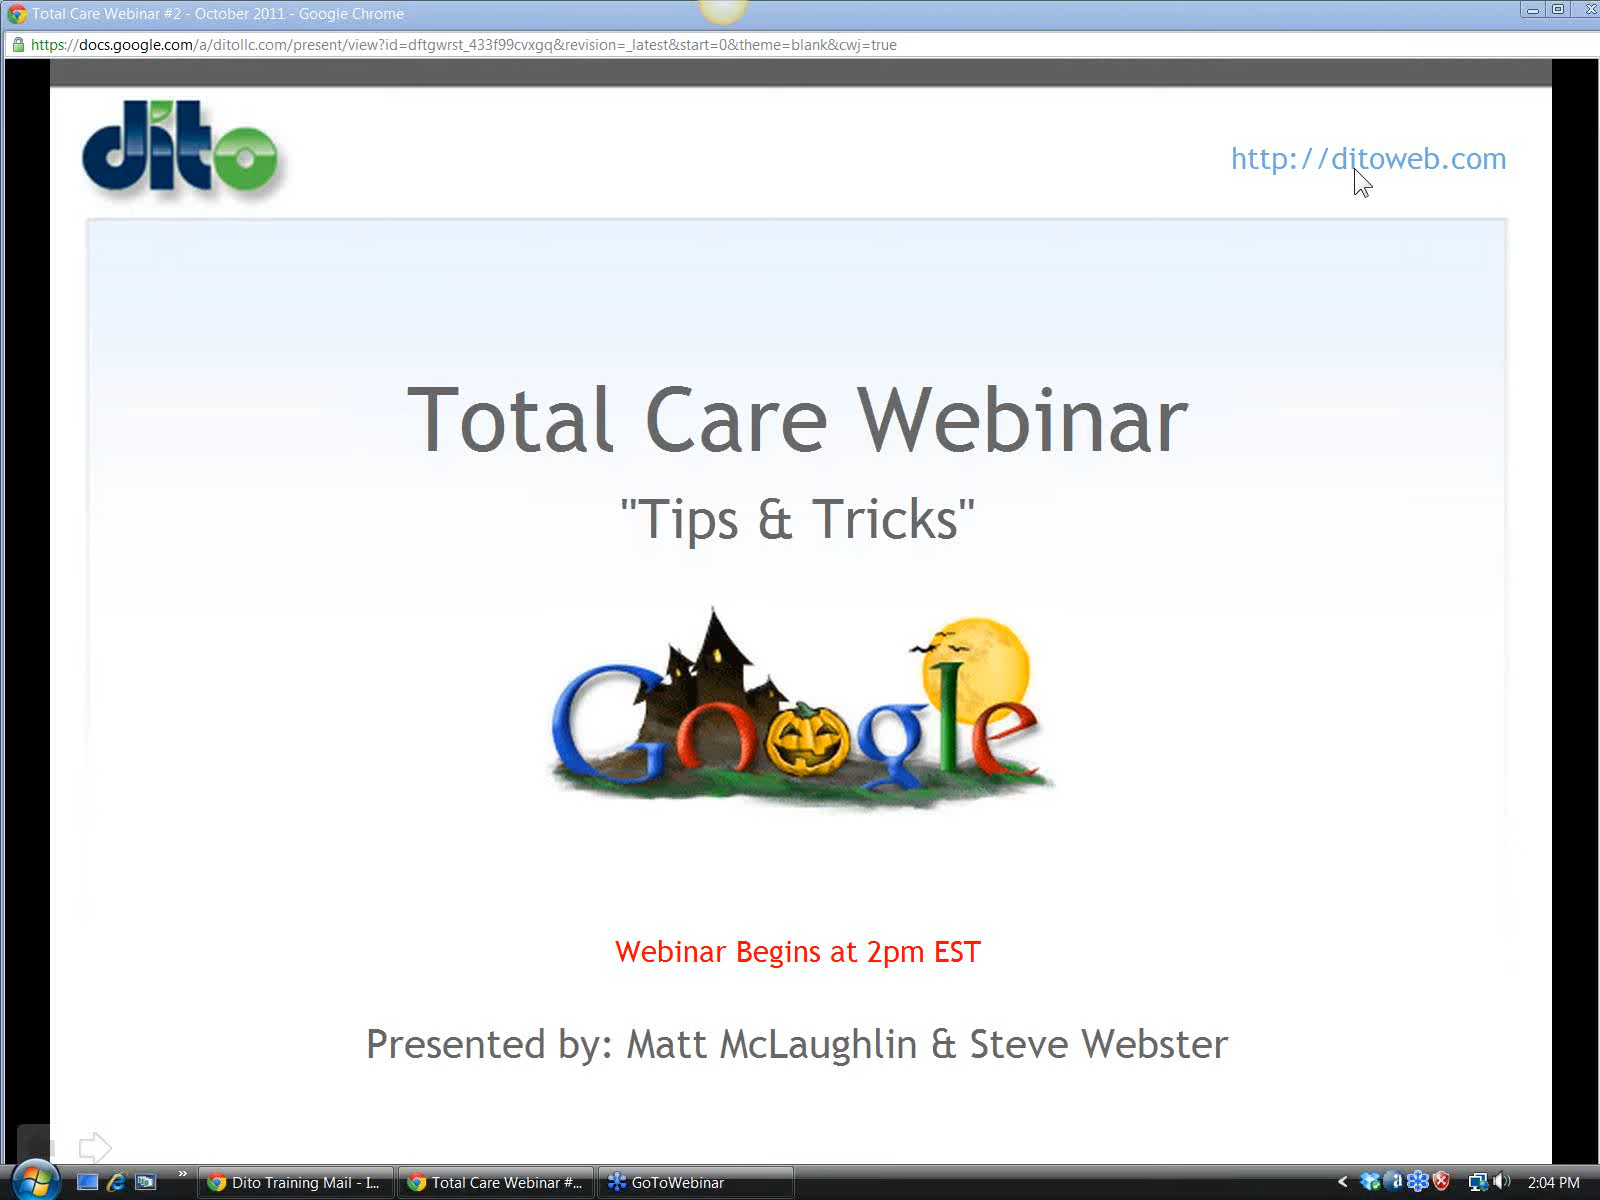 Total Care Webinar #2 - October 2011 - Google Chrome
https://docs.google.com/a/ditollc.com/present/view?id=dftgwrst_433f99cvxgq&revision=_latest&start=0&theme=blank&cwj=true
dito
http://ditoweb.com
Total Care Webinar
"Tips & Tricks"
Google
Webinar Begins at 2pm EST
Presented by: Matt McLaughlin & Steve Webster
Dito Training Mail - I...
Total Care Webinar #...
GoToWebinar
2:04 PM